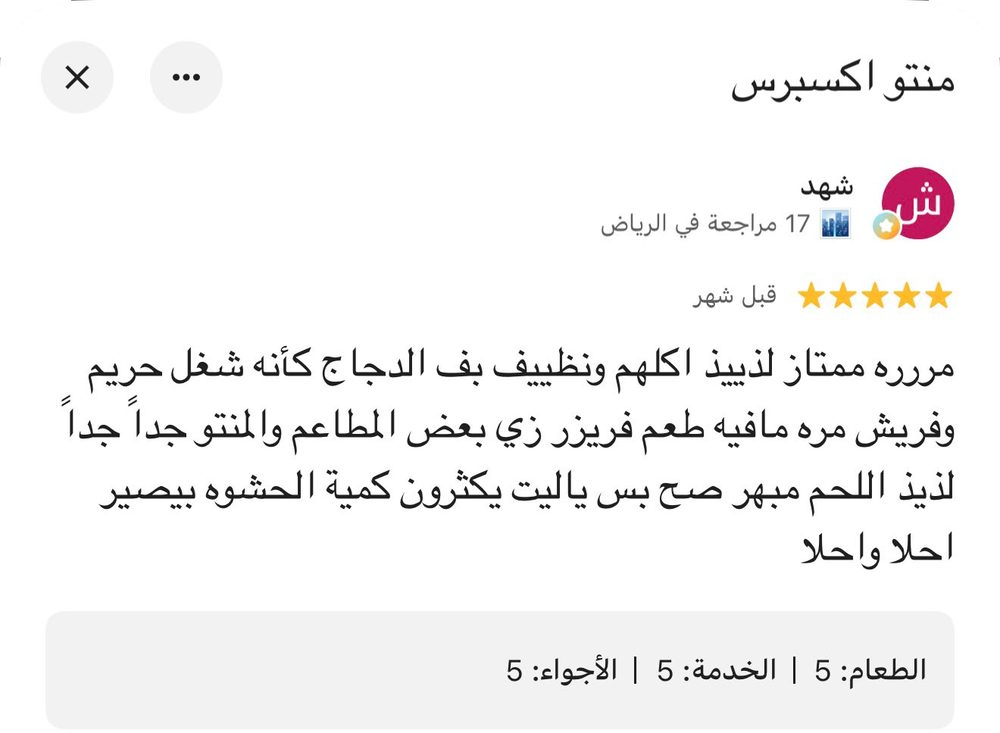 منتو اكسبرس
ش
شهد
17 مراجعة في الرياض
قبل شهر
مررره ممتاز لذييذ اكلهم ونظييف بف الدجاج كأنه شغل حريم
وفريش مره مافيه طعم فريزر زي بعض المطاعم والمنتو جداً جداً
لذيذ اللحم مبهر صح بس ياليت يكثرون كمية الحشوه بيصير
احلا واحلا
الطعام: 5 | الخدمة: 5 | الأجواء: 5